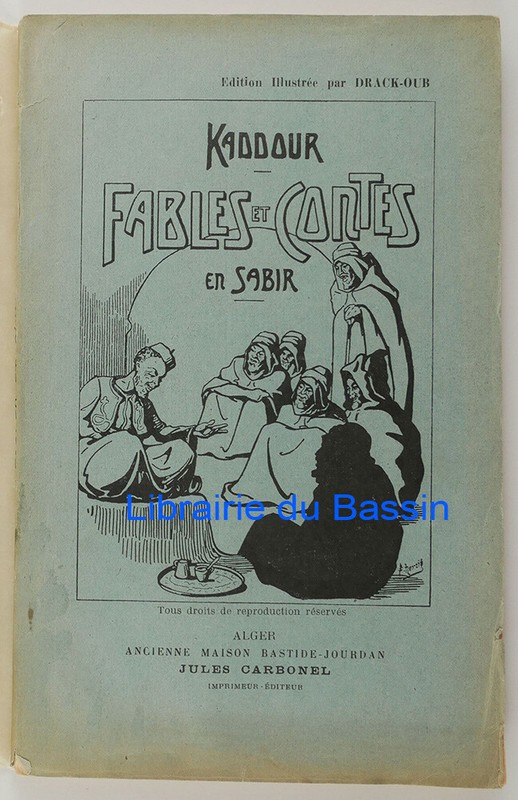 Edition Illustrée par DRACK-OUB
KADDOUR
FABLES ET CONTES
en SABIR
Librairie du Bassin
Tous droits de reproduction réservés
ALGER
ANCIENNE MAISON BASTIDE-JOURDAN
JULES CARBONEL
IMPRIMEUR-ÉDITEUR